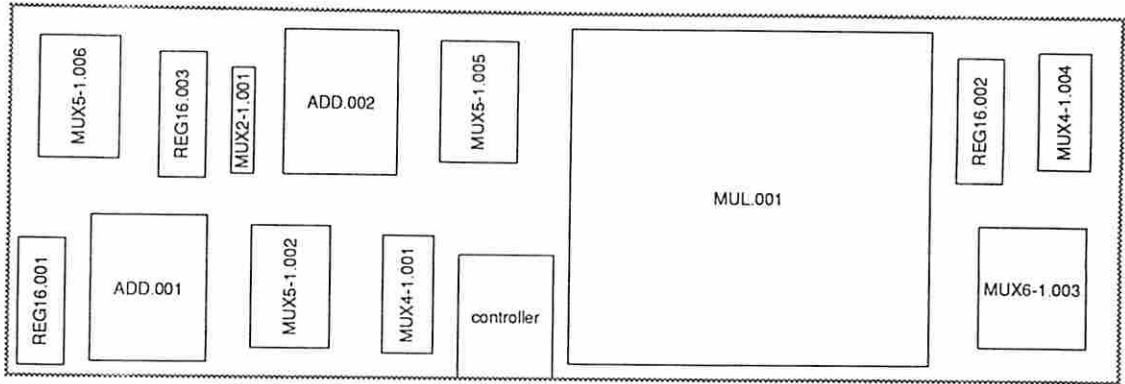 MUX5-1.006
REG16.003
MUX2-1.001
ADD.002
MUX5-1.005
MUL.001
REG16.002
MUX4-1.004
REG16.001
ADD.001
MUX5-1.002
MUX4-1.001
controller
MUX6-1.003